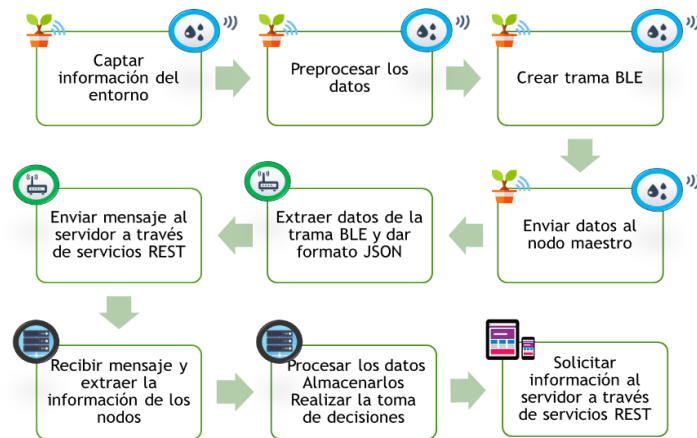 Captar
información del
entorno
Preprocesar los
datos
Crear trama BLE
Enviar mensaje al
servidor a través
de servicios REST
Extraer datos de la
trama BLE y dar
formato JSON
Enviar datos al
nodo maestro
Recibir mensaje y
extraer la
información de los
nodos
Procesar los datos
Almacenarlos
Realizar la toma
de decisiones
Solicitar
información al
servidor a través
de servicios REST